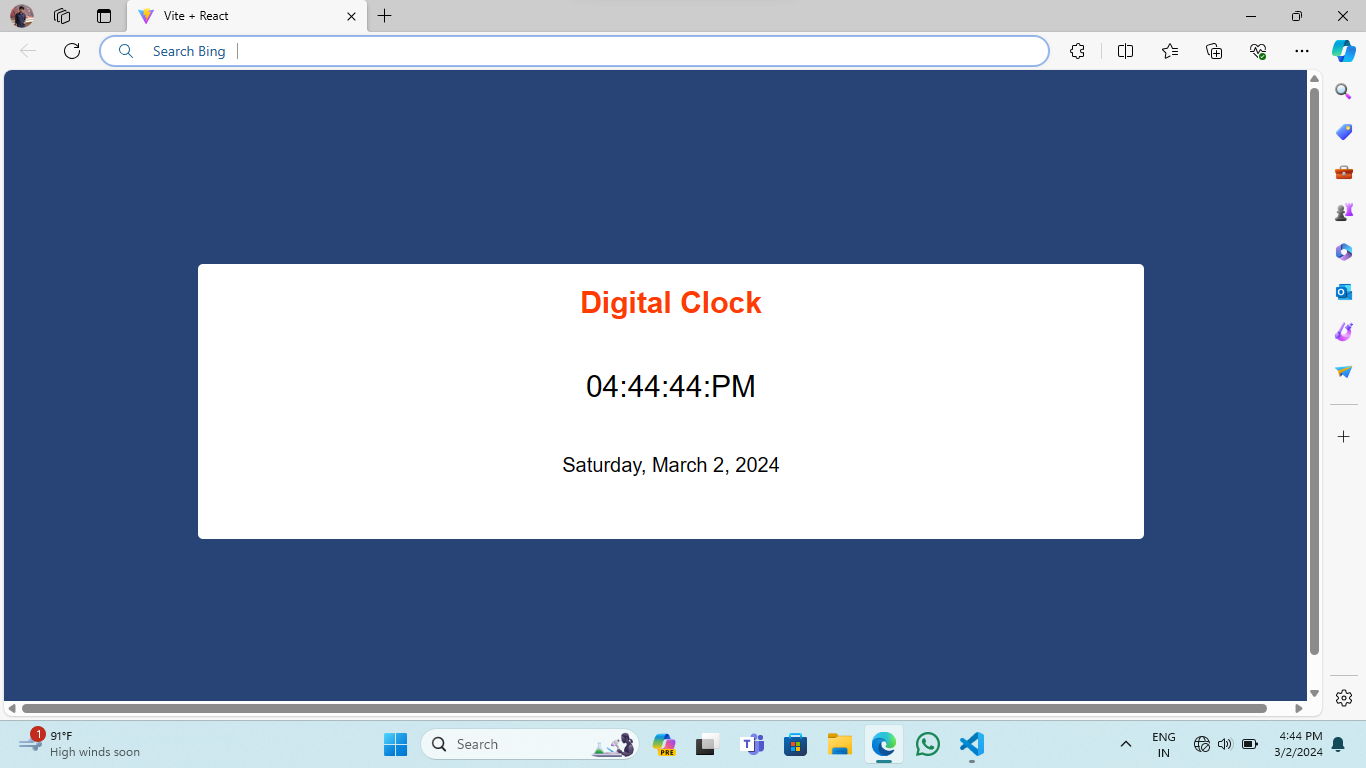 Vite + React
Search Bing
Digital Clock
04:44:44:PM
Saturday, March 2, 2024
1
91°F
High winds soon
Search
PRE
T
ENG
IN
4:44 PM
3/2/2024